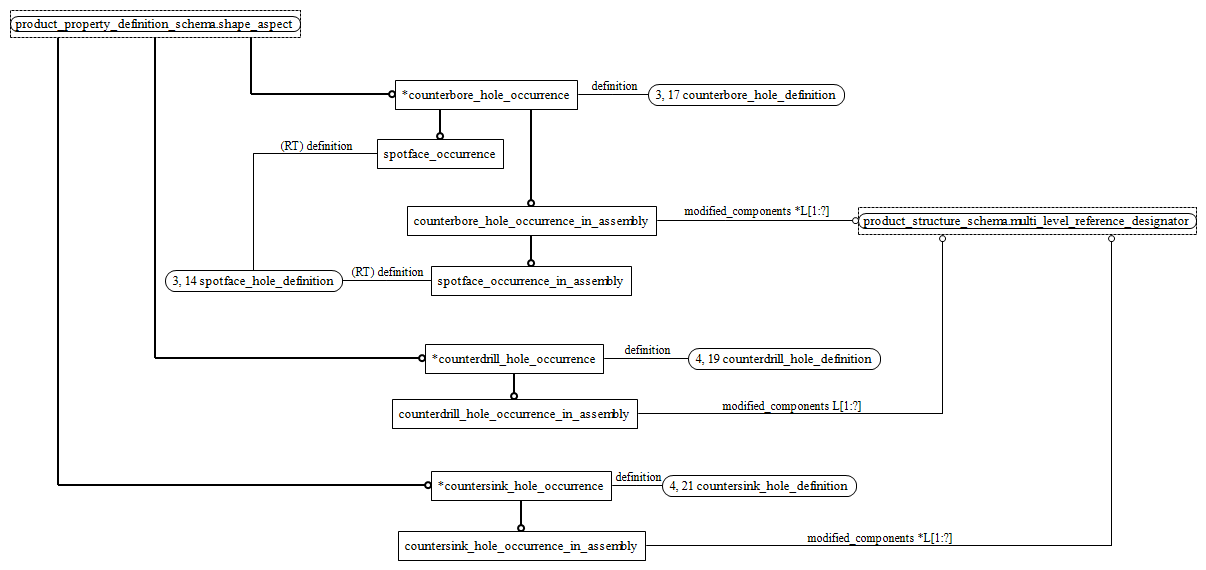 product_property_definition_schema.shape_aspect
*counterbore_hole_occurrence
definition
3, 17 counterbore_hole_definition
(RT) definition
spotface_occurrence
counterbore_hole_occurrence_in_assembly
modified_components *L[1:?]
product_structure_schema.multi_level_reference_designator
3, 14 spotface_hole_definition
(RT) definition
spotface_occurrence_in_assembly
*counterdrill_hole_occurrence
definition
4, 19 counterdrill_hole_definition
counterdrill_hole_occurrence_in_assembly
modified_components L[1:?]
*countersink_hole_occurrence
definition
4, 21 countersink_hole_definition
countersink_hole_occurrence_in_assembly
modified_components *L[1:?]